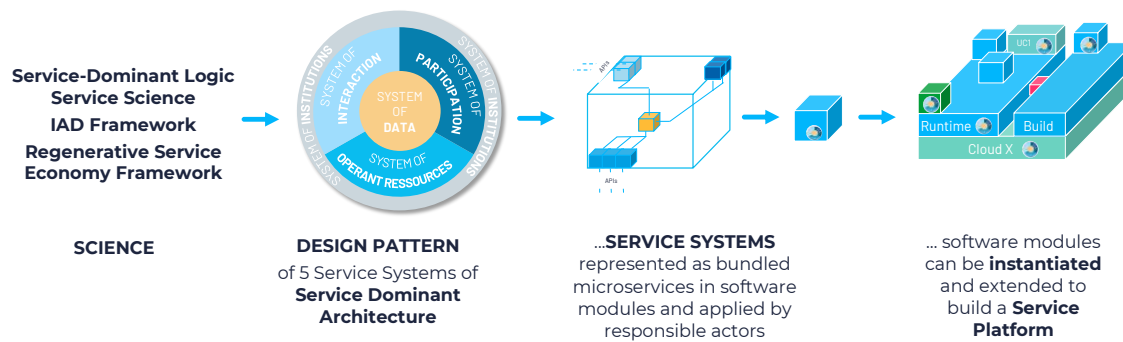 Service-Dominant Logic
Service Science
IAD Framework
Regenerative Service
Economy Framework
SCIENCE
SYSTEM OF INSTITUTIONS
SYSTEM OF INSTITUTIONS
SYSTEM OF
INTERACTION
SYSTEM OF
PARTICIPATION
SYSTEM
OF
DATA
SYSTEM OF
OPERANT RESSOURCES
DESIGN PATTERN
of 5 Service Systems of
Service Dominant
Architecture
APIs
APIs
...SERVICE SYSTEMS
represented as bundled
microservices in software
modules and applied by
responsible actors
UC1
Runtime
Build
Cloud X
... software modules
can be instantiated
and extended to
build a Service
Platform